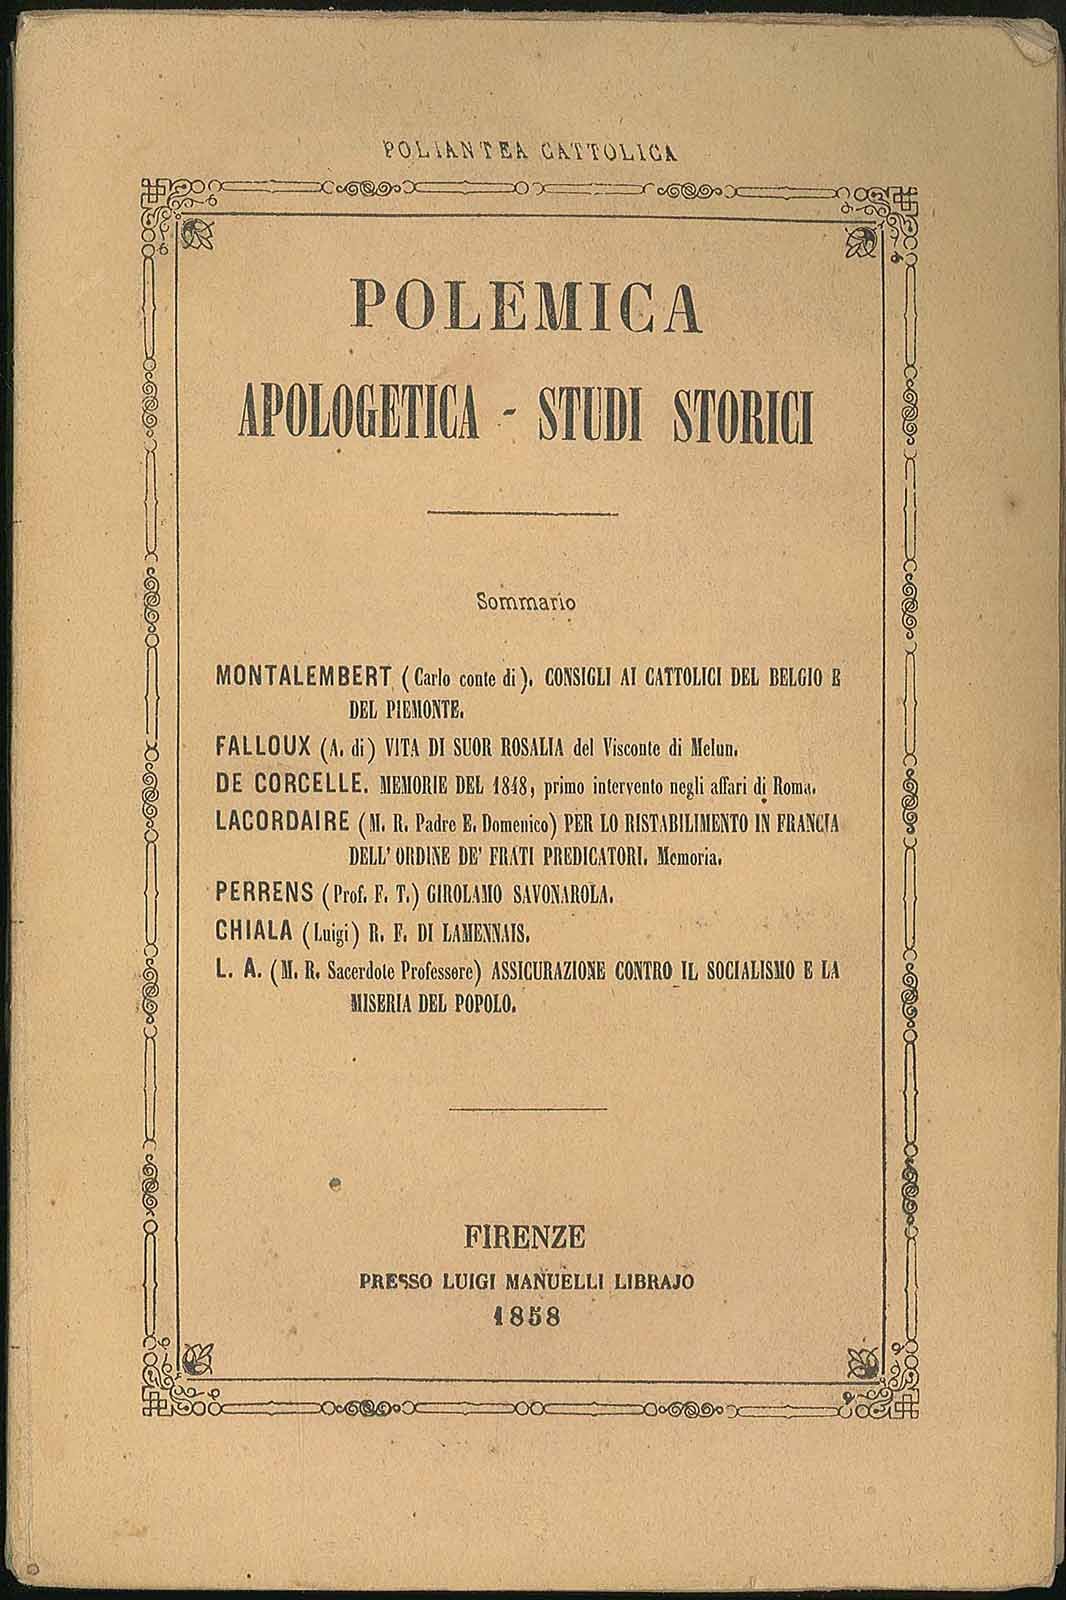 POLIANTEA CATTOLICA
POLEMICA
APOLOGETICA - STUDI STORICI
Sommario
MONTALEMBERT (Carlo conte di). CONSIGLI AI CATTOLICI DEL BELGIO E
DEL PIEMONTE.
FALLOUX (A. di) VITA DI SUOR ROSALIA del Visconte di Melun.
DE CORCELLE. MEMORIE DEL 1848, primo intervento negli affari di Roma.
LACORDAIRE (M. R. Padre E. Domenico) PER LO RISTABILIMENTO IN FRANCIA
DELL' ORDINE DE' FRATI PREDICATORI. Memoria.
PERRENS (Prof. F. T.) GIROLAMO SAVONAROLA.
CHIALA (Luigi) R. F. DI LAMENNAIS.
L. A. (M. R. Sacerdote Professore) ASSICURAZIONE CONTRO IL SOCIALISMO E LA
MISERIA DEL POPOLO.
FIRENZE
PRESSO LUIGI MANUELLI LIBRAJO
1858